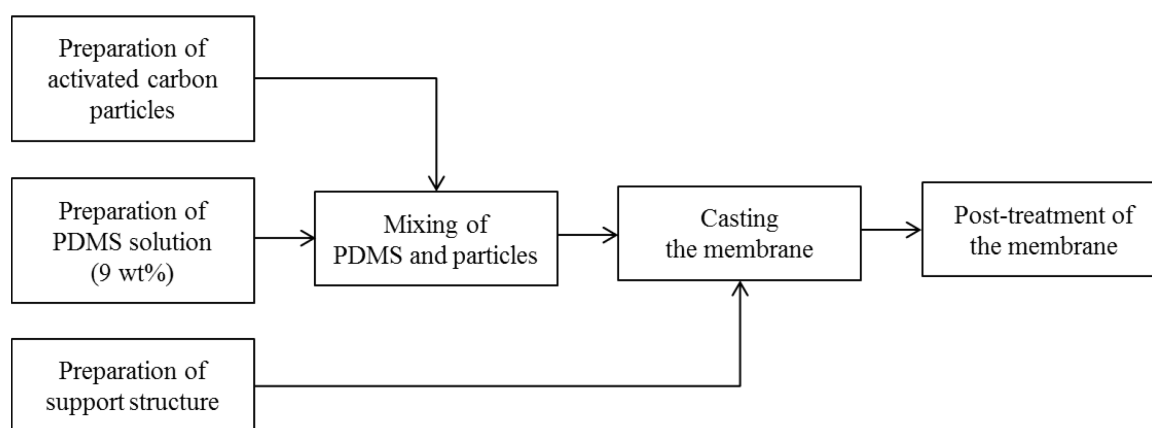 Preparation of
activated carbon
particles
Preparation of
PDMS solution
(9 wt%)
Mixing of
PDMS and particles
Casting
the membrane
Post-treatment of
the membrane
Preparation of
support structure